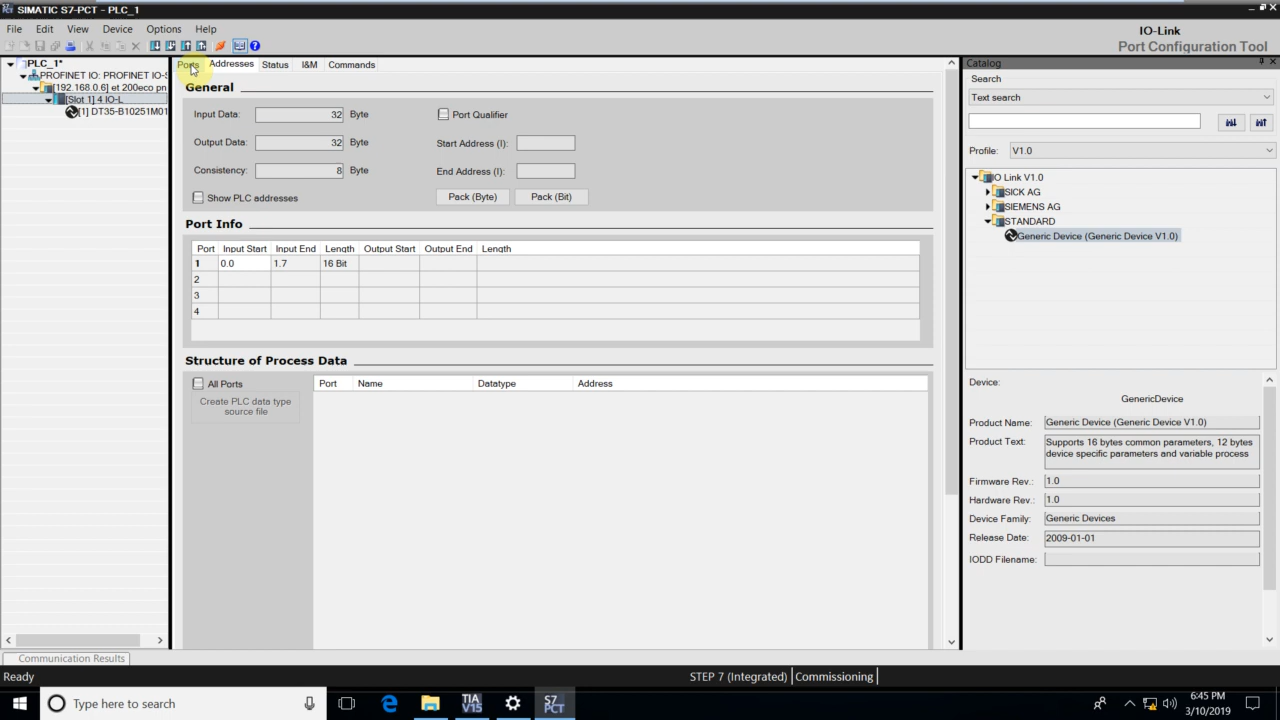 SIMATIC S7-PCT - PLC_1
File Edit View Device Options Help
IO-Link
Port Configuration Tool
PLC_1*
PROFINET IO: PROFINET IO-S
[192.168.0.6] et 200eco pn
[Slot 1] 4 IO-L
[1] DT35-B10251M01
Ports Addresses Status I&M Commands
General
Input Data: 32 Byte Port Qualifier
Output Data: 32 Byte Start Address (I):
Consistency: 8 Byte End Address (I):
Show PLC addresses Pack (Byte) Pack (Bit)
Port Info
Port Input Start Input End Length Output Start Output End Length
1 0.0 1.7 16 Bit
2
3
4
Structure of Process Data
All Ports
Create PLC data type
source file
Port Name Datatype Address
Catalog
Search
Text search
Profile: V1.0
IO Link V1.0
SICK AG
SIEMENS AG
STANDARD
Generic Device (Generic Device V1.0)
Device:
GenericDevice
Product Name: Generic Device (Generic Device V1.0)
Product Text: Supports 16 bytes common parameters, 12 bytes
device specific parameters and variable process
Firmware Rev.: 1.0
Hardware Rev.: 1.0
Device Family: Generic Devices
Release Date: 2009-01-01
IODD Filename:
Communication Results
Ready STEP 7 (Integrated) Commissioning
Type here to search
TIA
V15
S7
PCT
6:45 PM
3/10/2019